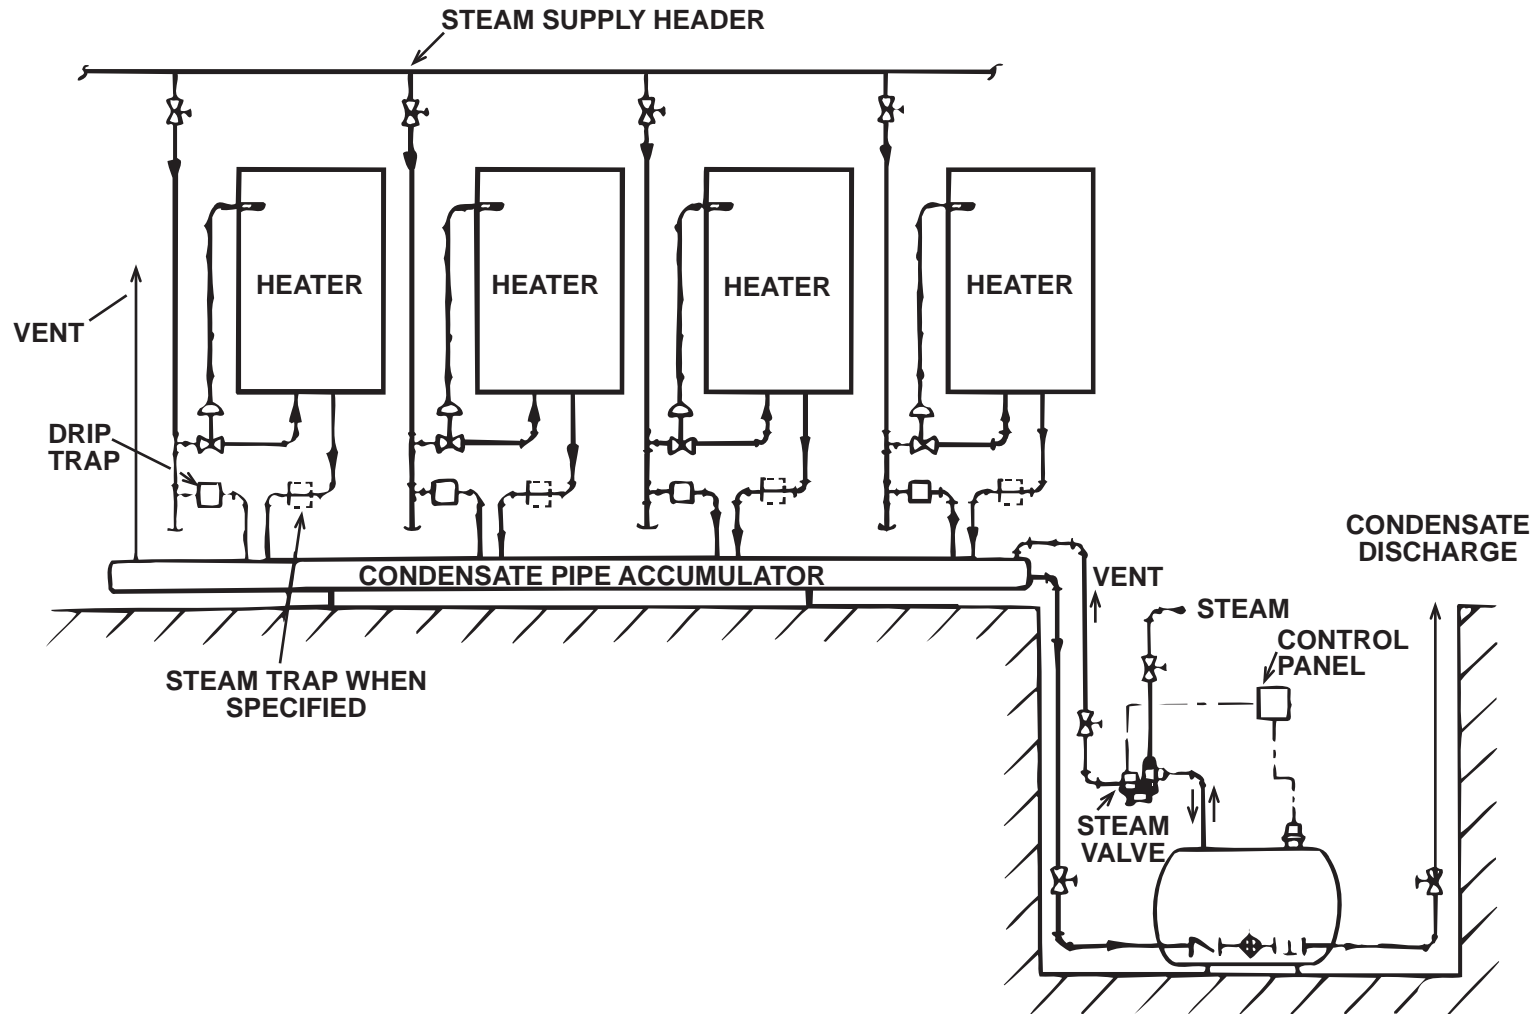 STEAM SUPPLY HEADER
HEATER
HEATER
HEATER
HEATER
VENT
DRIP
TRAP
CONDENSATE
DISCHARGE
CONDENSATE PIPE ACCUMULATOR
VENT
STEAM
CONTROL
PANEL
STEAM TRAP WHEN
SPECIFIED
STEAM
VALVE